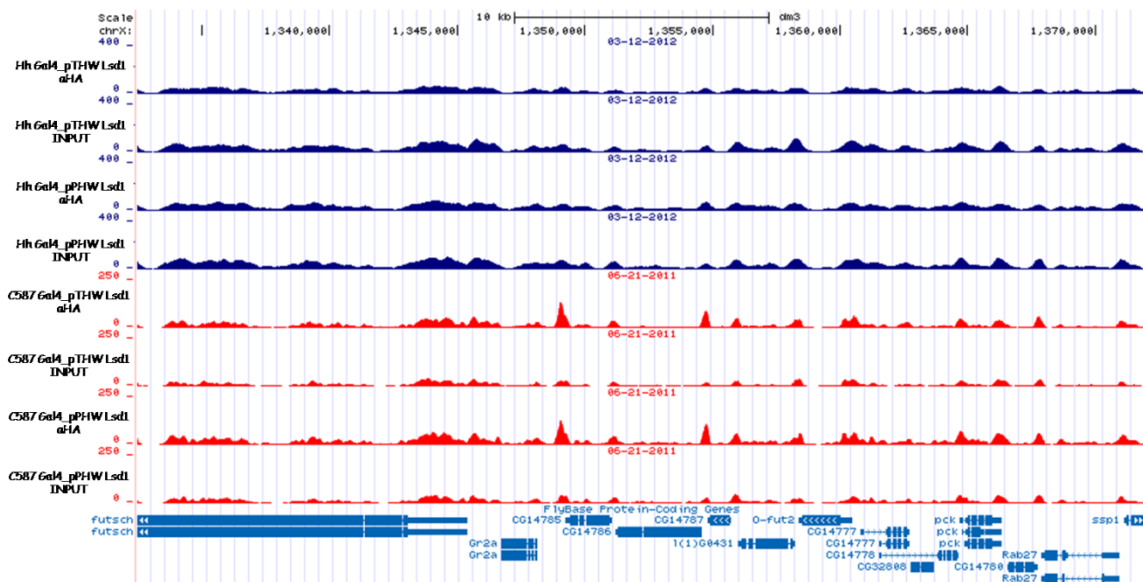 Scale 10 kb dm3
chrX: 1,340,000 1,345,000 1,350,000 1,355,000 1,360,000 1,365,000 1,370,000
400 _ 03-12-2012
Hh Gal4_pTHW Lsd1
αHA
0 _
400 _ 03-12-2012
Hh Gal4_pTHW Lsd1
INPUT
0 _
400 _ 03-12-2012
Hh Gal4_pPHW Lsd1
αHA
0 _
400 _ 03-12-2012
Hh Gal4_pPHW Lsd1
INPUT
0 _
250 _ 06-21-2011
C587 Gal4_pTHW Lsd1
αHA
0 _
250 _ 06-21-2011
C587 Gal4_pTHW Lsd1
INPUT
0 _
250 _ 06-21-2011
C587 Gal4_pPHW Lsd1
αHA
0 _
250 _ 06-21-2011
C587 Gal4_pPHW Lsd1
INPUT
0 _
FlyBase Protein-Coding Genes
futsch CG14785 CG14787 O-fut2 pck ssp1
futsch CG14786 CG14777 pck
Gr2a l(1)G0431 CG14777 pck
Gr2a CG14778 Rab27
CG32808 CG14780
Rab27